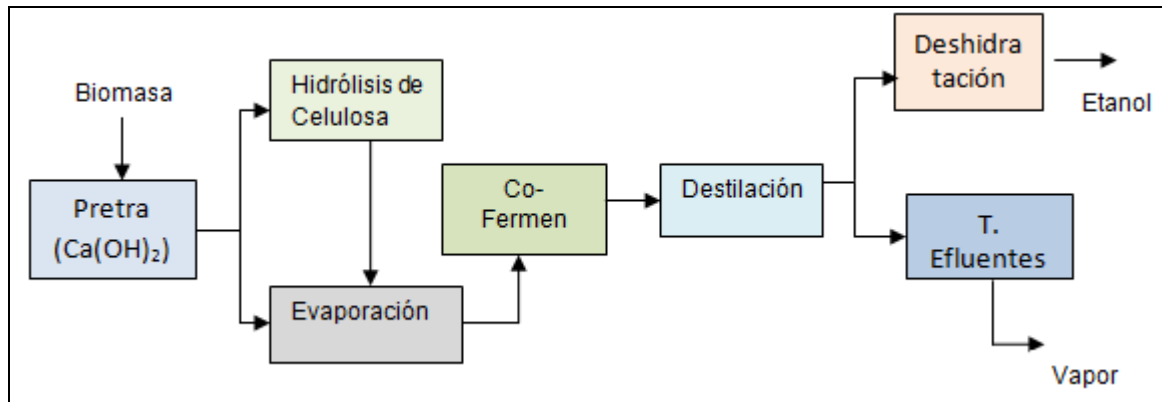 Biomasa
Pretra
(Ca(OH)₂)
Hidrólisis de
Celulosa
Evaporación
Co-
Fermen
Destilación
Deshidra
tación
Etanol
T.
Efluentes
Vapor